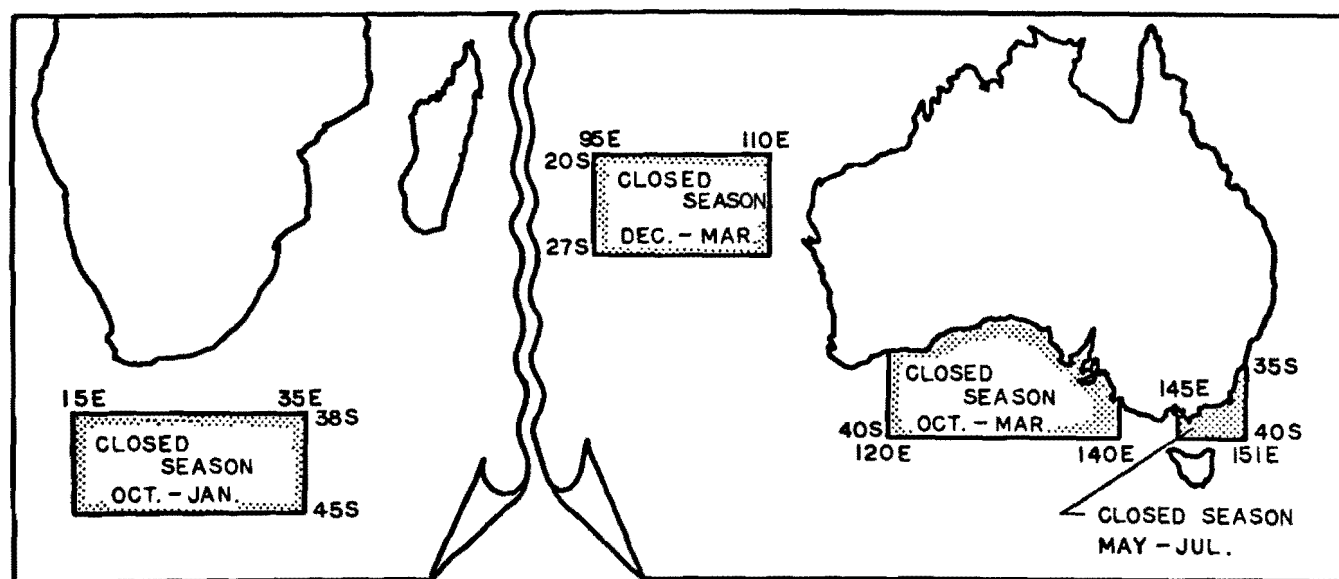 15E 35E
38S
CLOSED
SEASON
OCT. – JAN.
45S
95E 110E
20S
CLOSED
SEASON
27S DEC. – MAR.
35S
CLOSED
SEASON
OCT. – MAR.
40S
120E 140E
145E
40S
151E
CLOSED SEASON
MAY – JUL.